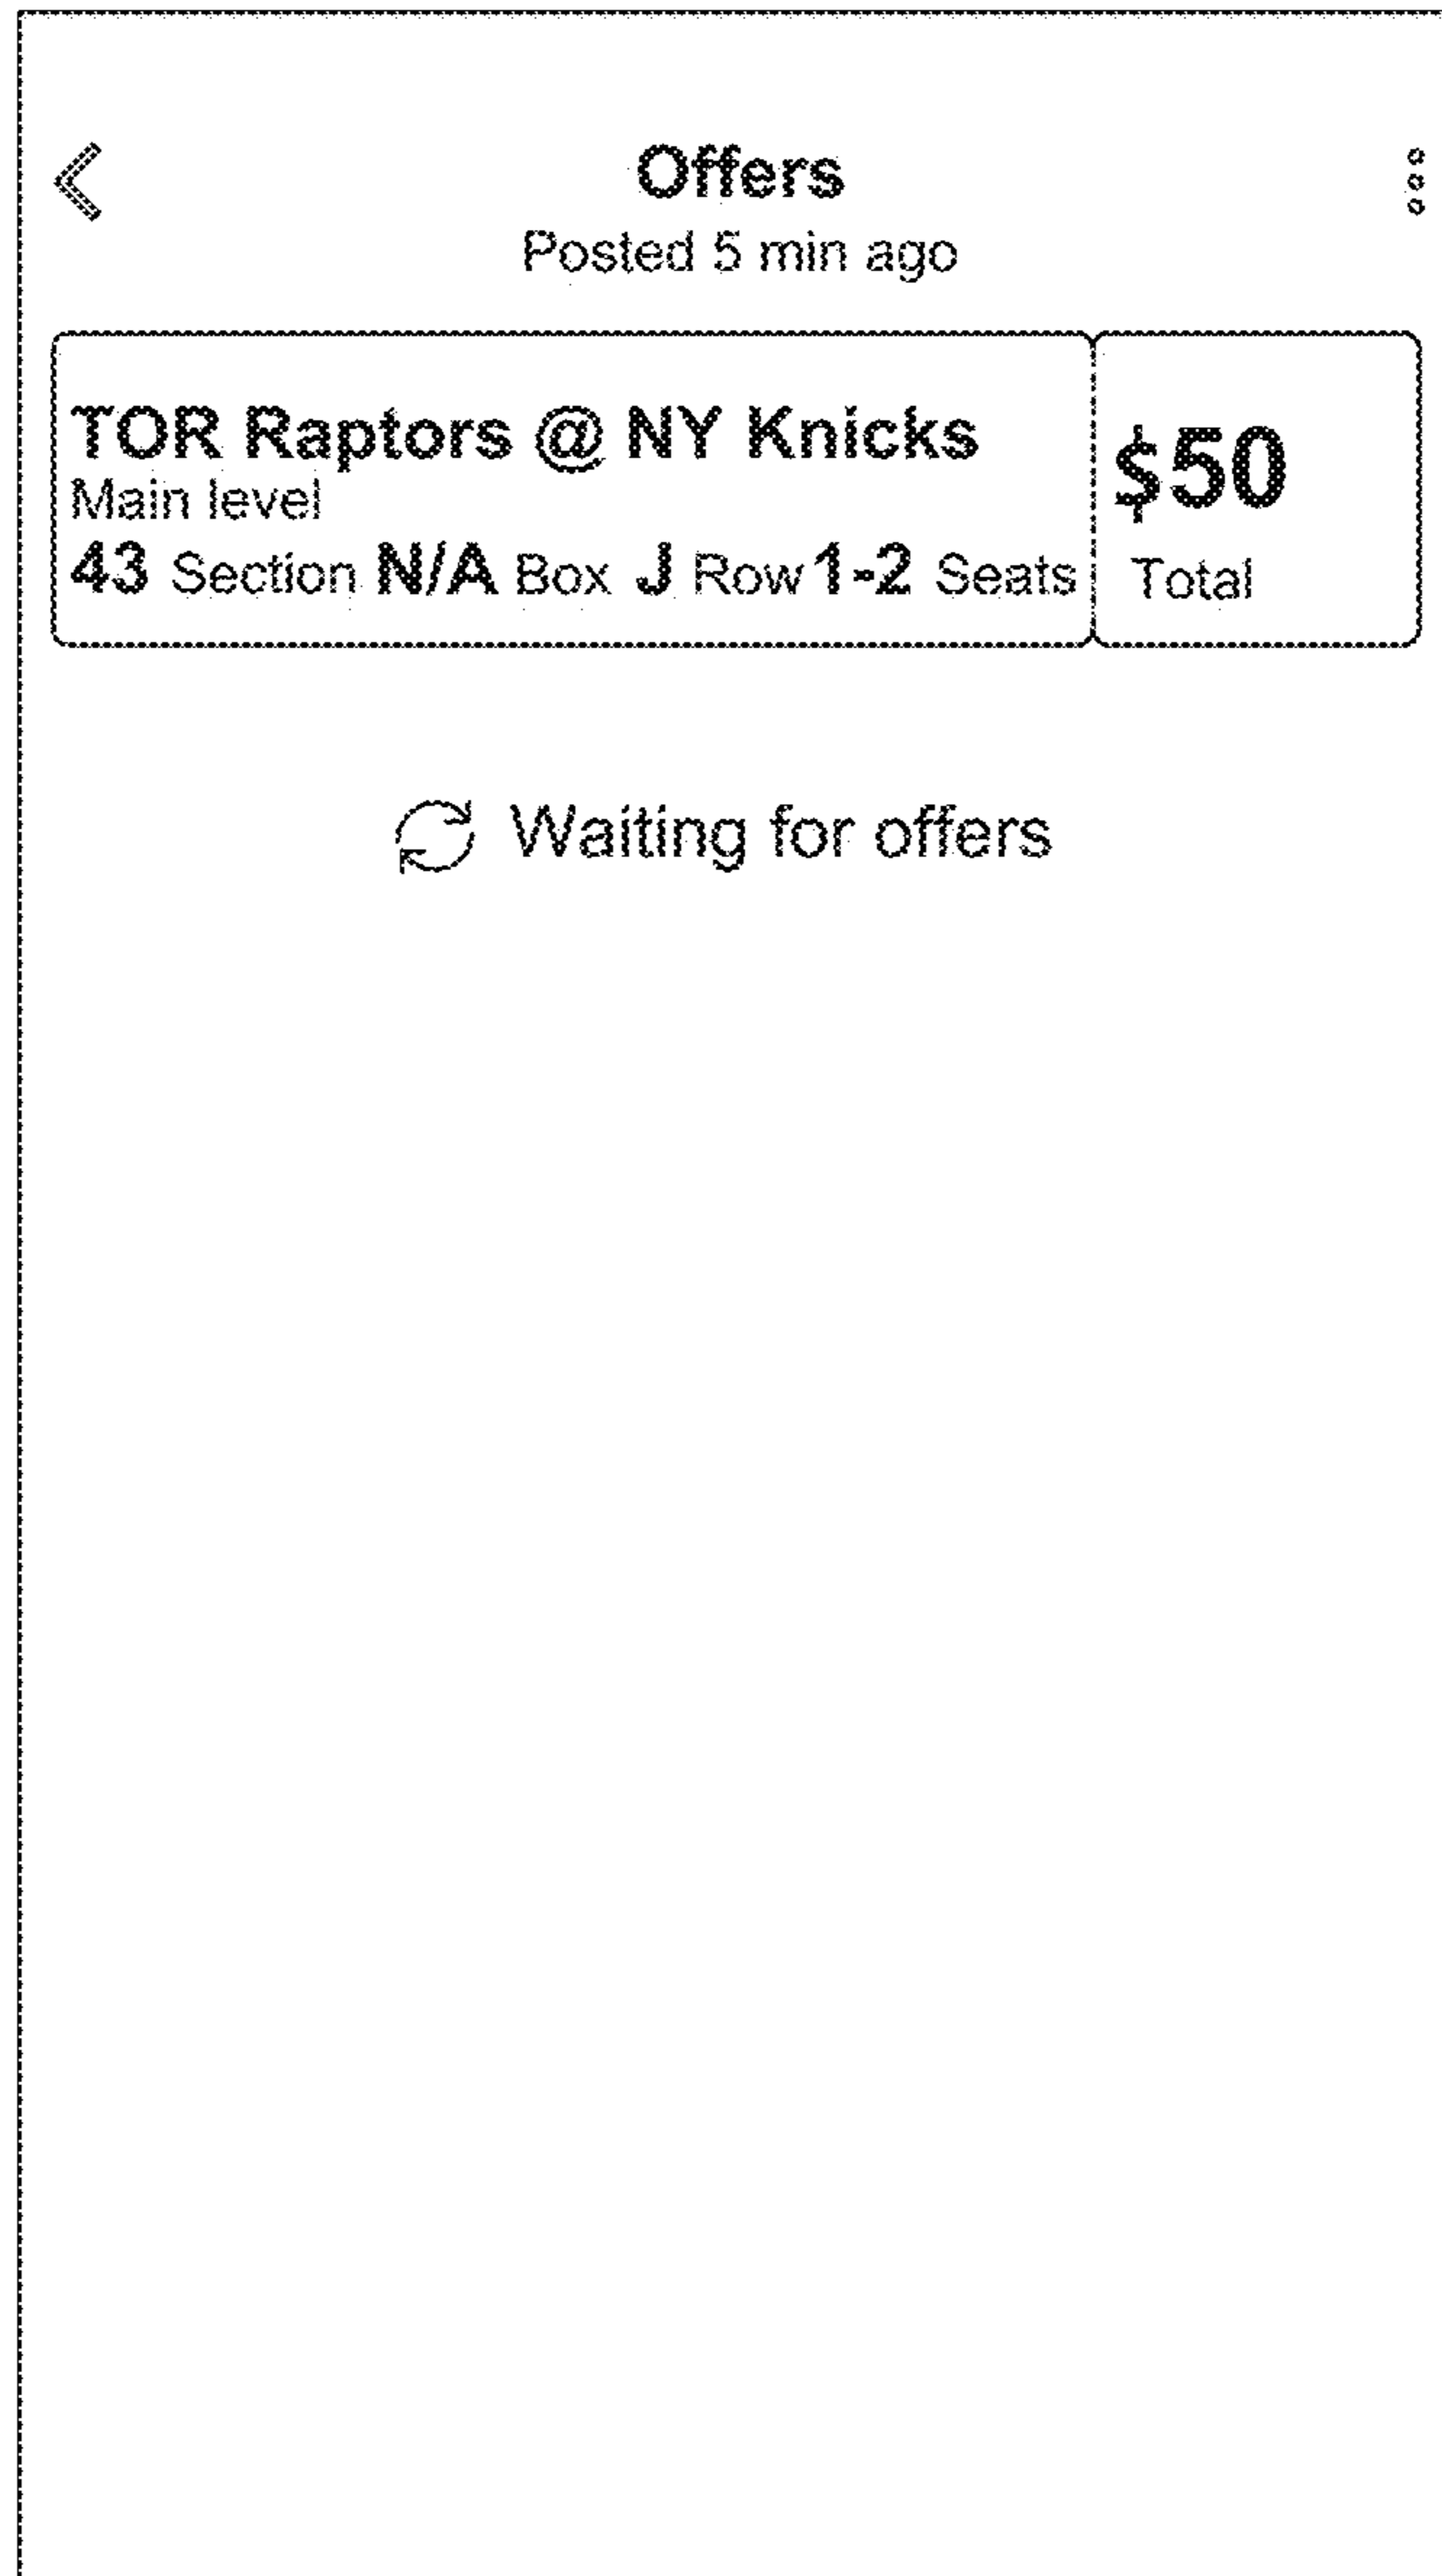 Offers
Posted 5 min ago
TOR Raptors @ NY Knicks
Main level
43 Section N/A Box J Row 1-2 Seats
$50
Total
Waiting for offers